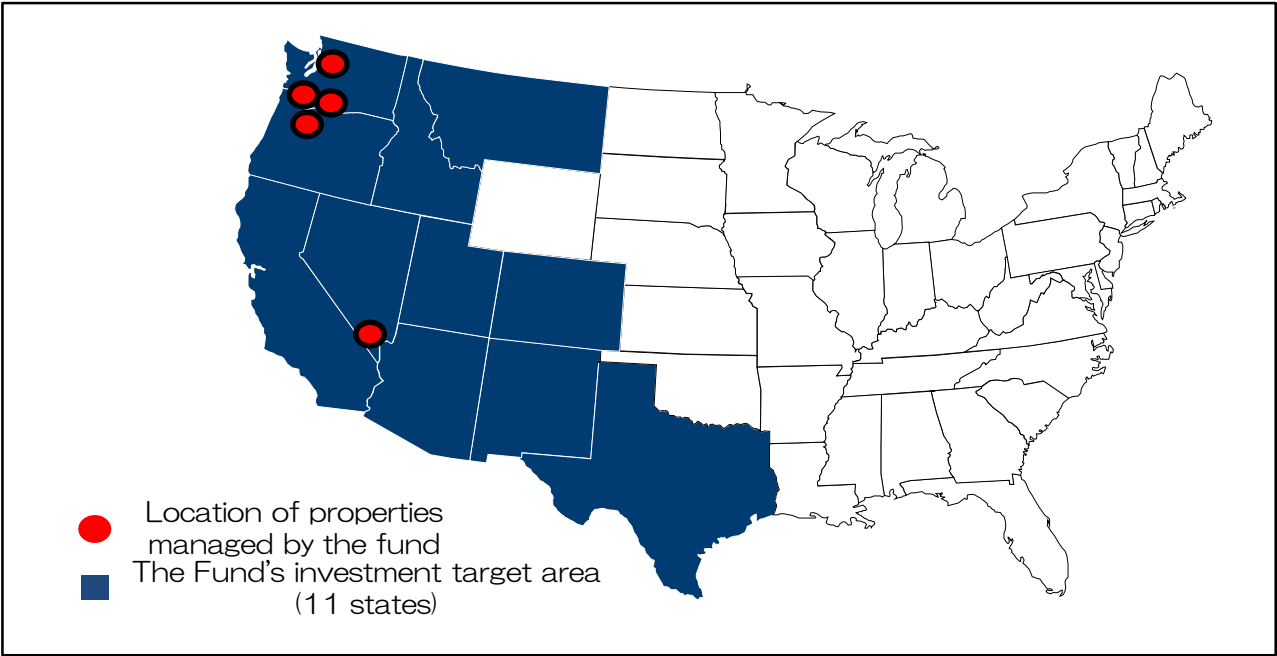 Location of properties
managed by the fund
The Fund’s investment target area
(11 states)